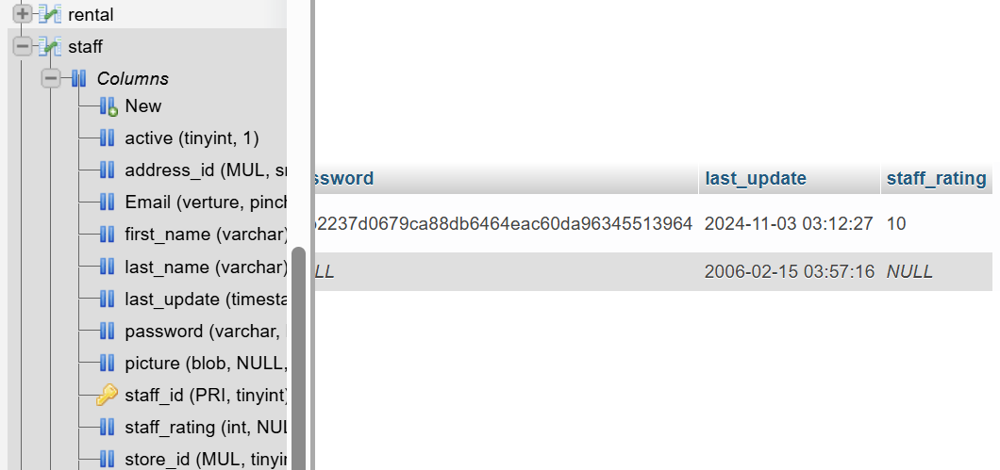 rental
staff
Columns
New
active (tinyint, 1)
address_id (MUL, sm
Email (verture, pinch
first_name (varchar)
last_name (varchar)
last_update (timesta
password (varchar,
picture (blob, NULL,
staff_id (PRI, tinyint)
staff_rating (int, NUL
store_id (MUL, tinyin
ssword last_update staff_rating
2237d0679ca88db6464eac60da96345513964 2024-11-03 03:12:27 10
LL 2006-02-15 03:57:16 NULL